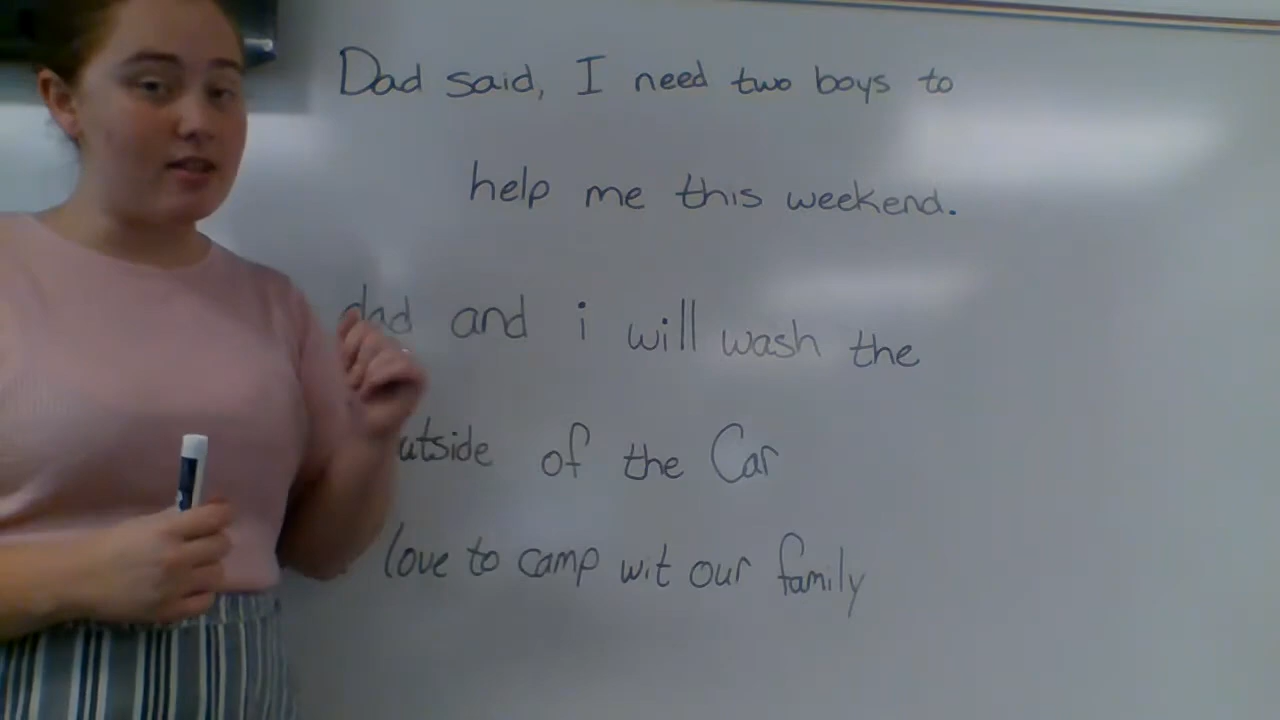 Dad said, I need two boys to
help me this weekend.
dad and i will wash the
utside of the Car
love to camp wit our family